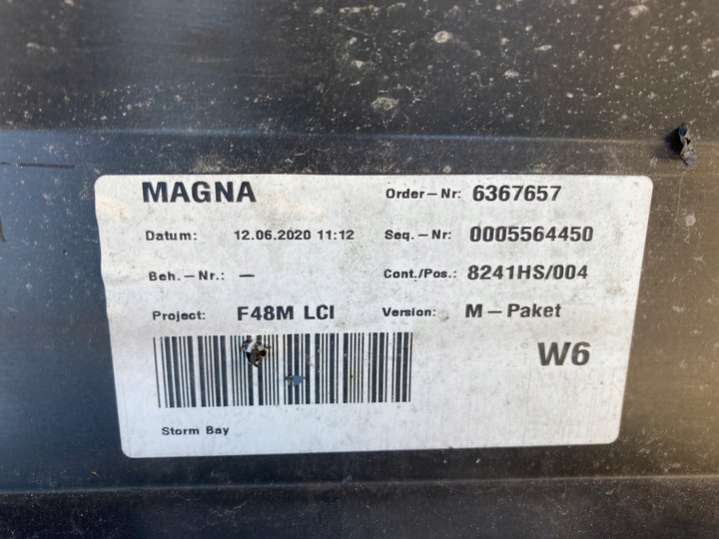 MAGNA Order-Nr: 6367657
Datum: 12.06.2020 11:12 Seq.-Nr: 0005564450
Beh.-Nr.: - Cont./Pos.: 8241HS/004
Project: F48M LCI Version: M-Paket
W6
Storm Bay